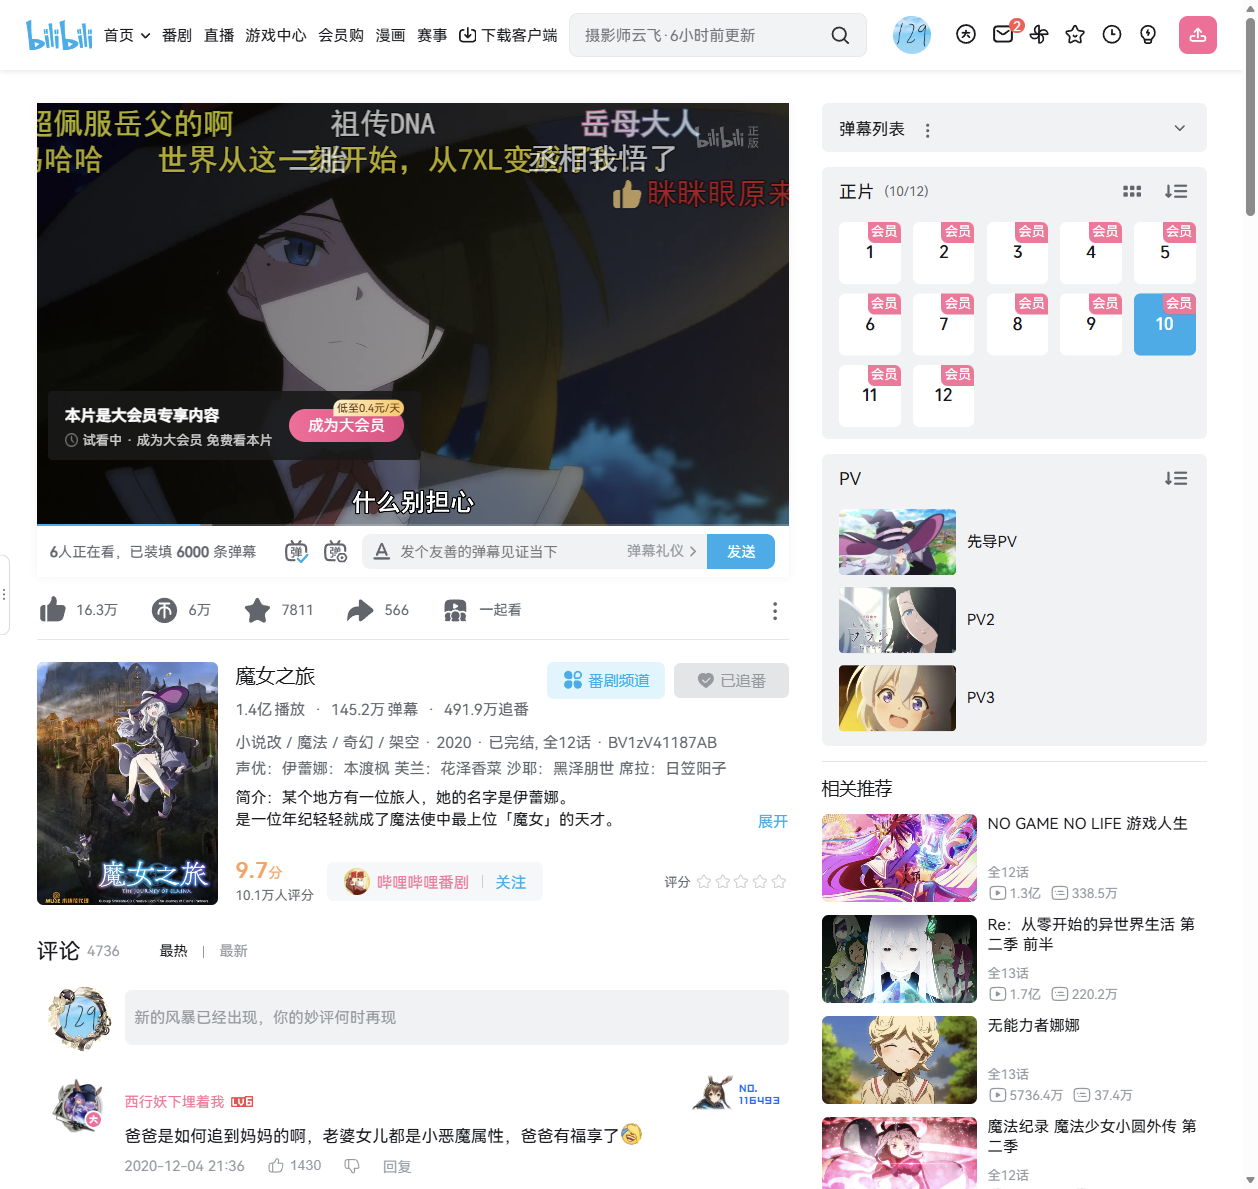 bilibili 首页 番剧 直播 游戏中心 会员购 漫画 赛事 下载客户端 摄影师云飞·6小时前更新 129 2
超佩服岳父的啊 祖传DNA 岳母大人 bilibili 正版
哈哈 世界从这一刻开始，从7XL变 二胎 丞相我悟了
眯眯眼原来
本片是大会员专享内容
试看中 · 成为大会员 免费看本片
低至0.4元/天
成为大会员
什么别担心
6人正在看，已装填 6000 条弹幕 弹 弹 A 发个友善的弹幕见证当下 弹幕礼仪 发送
16.3万 6万 7811 566 一起看
魔女之旅
THE JOURNEY OF ELAINA
魔女之旅 番剧频道 已追番
1.4亿播放 · 145.2万弹幕 · 491.9万追番
小说改 / 魔法 / 奇幻 / 架空 · 2020 · 已完结, 全12话 · BV1zV41187AB
声优：伊蕾娜：本渡枫 芙兰：花泽香菜 沙耶：黑泽朋世 席拉：日笠阳子
简介：某个地方有一位旅人，她的名字是伊蕾娜。
是一位年纪轻轻就成了魔法使中最上位「魔女」的天才。 展开
9.7分
10.1万人评分
哔哩哔哩番剧 关注
评分
评论 4736 最热 最新
129
新的风暴已经出现，你的妙评何时再现
西行妖下埋着我 LV6
NO.
116493
爸爸是如何追到妈妈的啊，老婆女儿都是小恶魔属性，爸爸有福享了
2020-12-04 21:36 1430 回复
弹幕列表
正片 (10/12)
会员 会员 会员 会员 会员
1 2 3 4 5
会员 会员 会员 会员 会员
6 7 8 9 10
会员 会员
11 12
PV
先导PV
PV2
PV3
相关推荐
NO GAME NO LIFE 游戏人生
全12话
1.3亿 338.5万
Re：从零开始的异世界生活 第
二季 前半
全13话
1.7亿 220.2万
无能力者娜娜
全13话
5736.4万 37.4万
魔法纪录 魔法少女小圆外传 第
二季
全12话